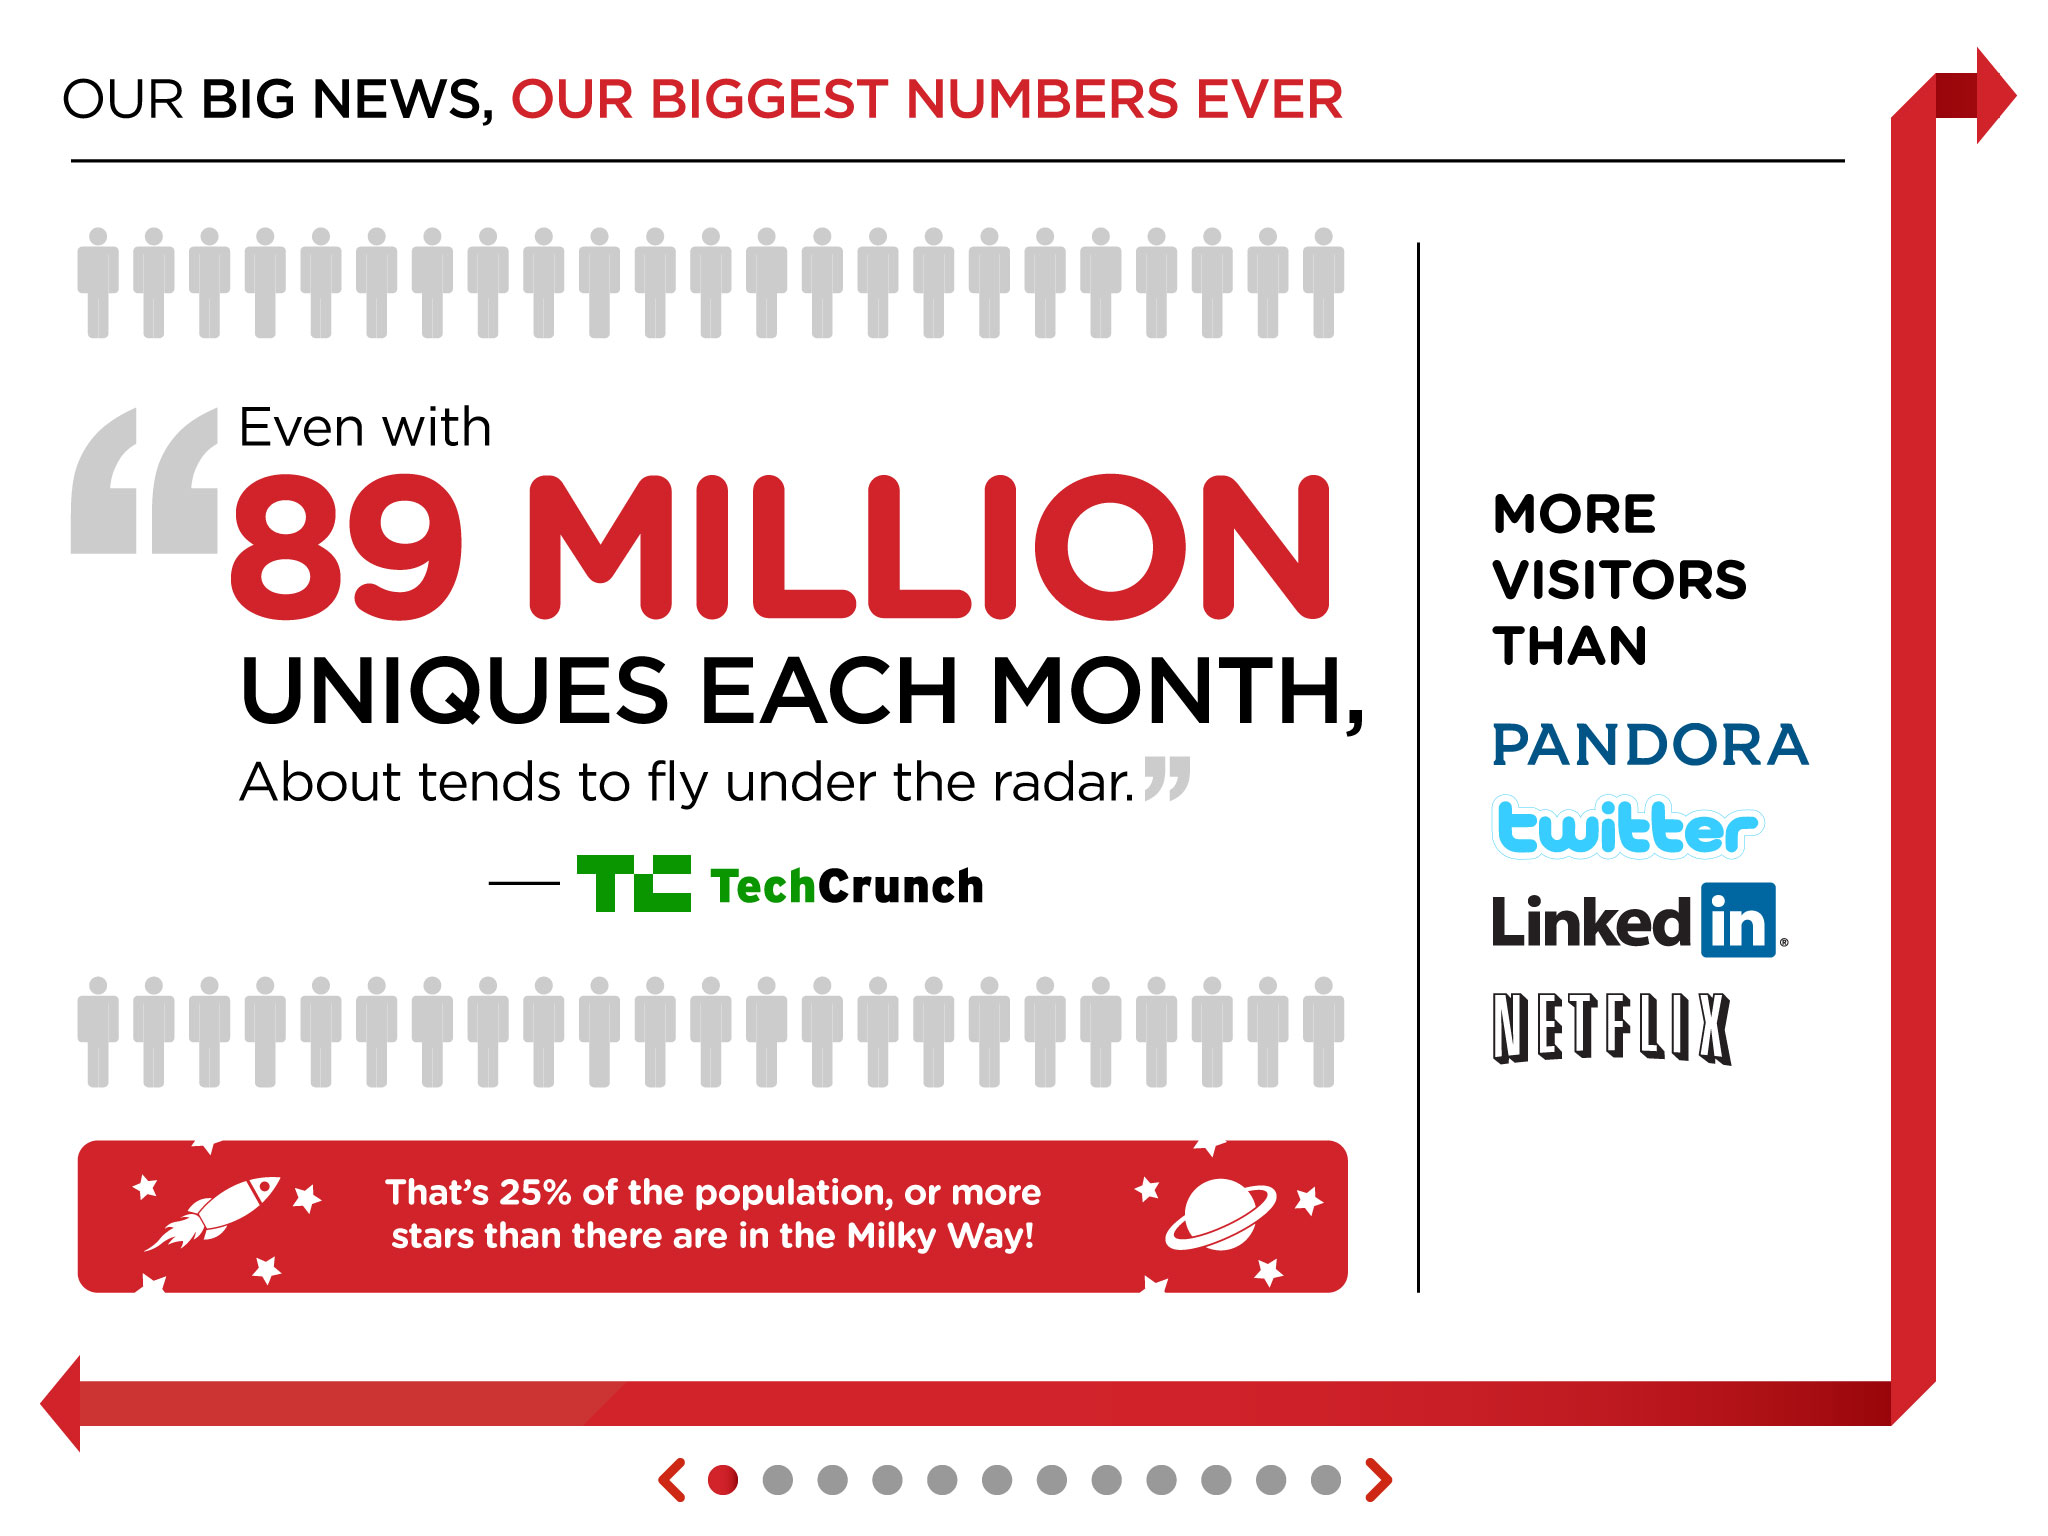 OUR BIG NEWS, OUR BIGGEST NUMBERS EVER
“Even with
89 MILLION
UNIQUES EACH MONTH,
About tends to fly under the radar.”
— TC TechCrunch
That’s 25% of the population, or more
stars than there are in the Milky Way!
MORE
VISITORS
THAN
PANDORA
twitter
Linked in®
NETFLIX